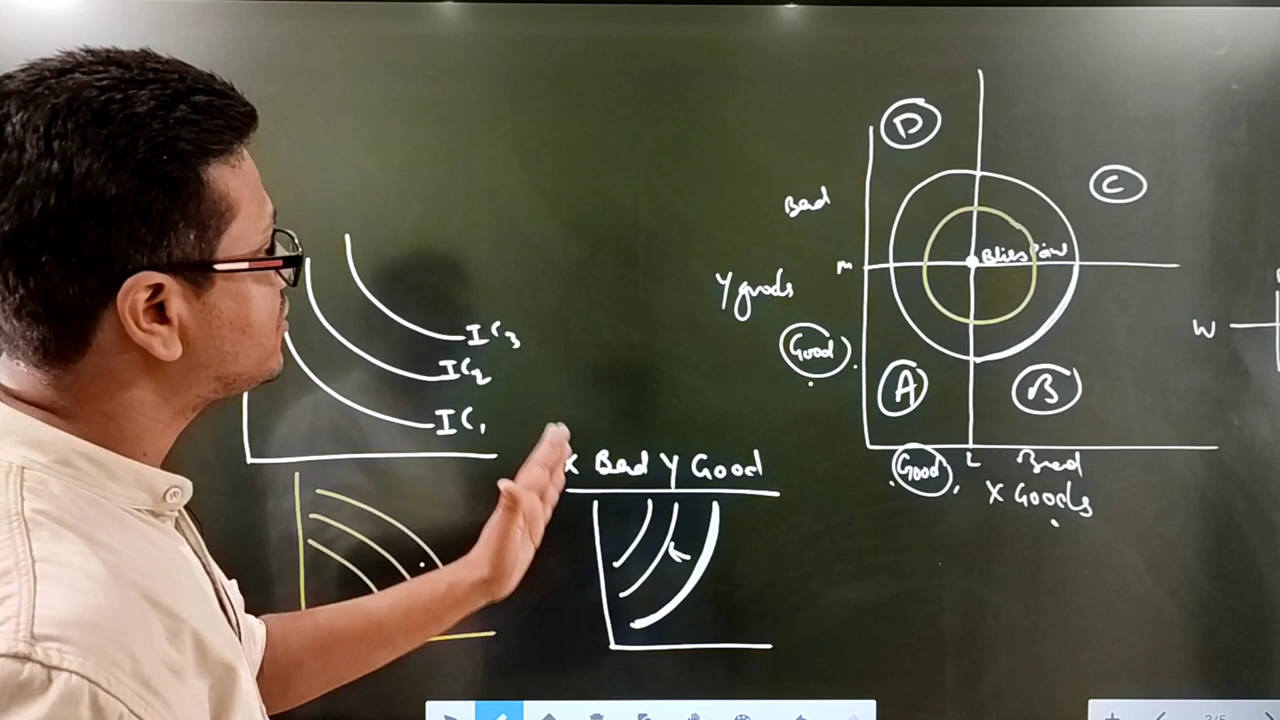 IC3
IC2
IC1
X Bad Y Good
D
C
Bad
Bliss Point
M
Y goods
Good
A
B
Good
L
Bad
X Goods
W